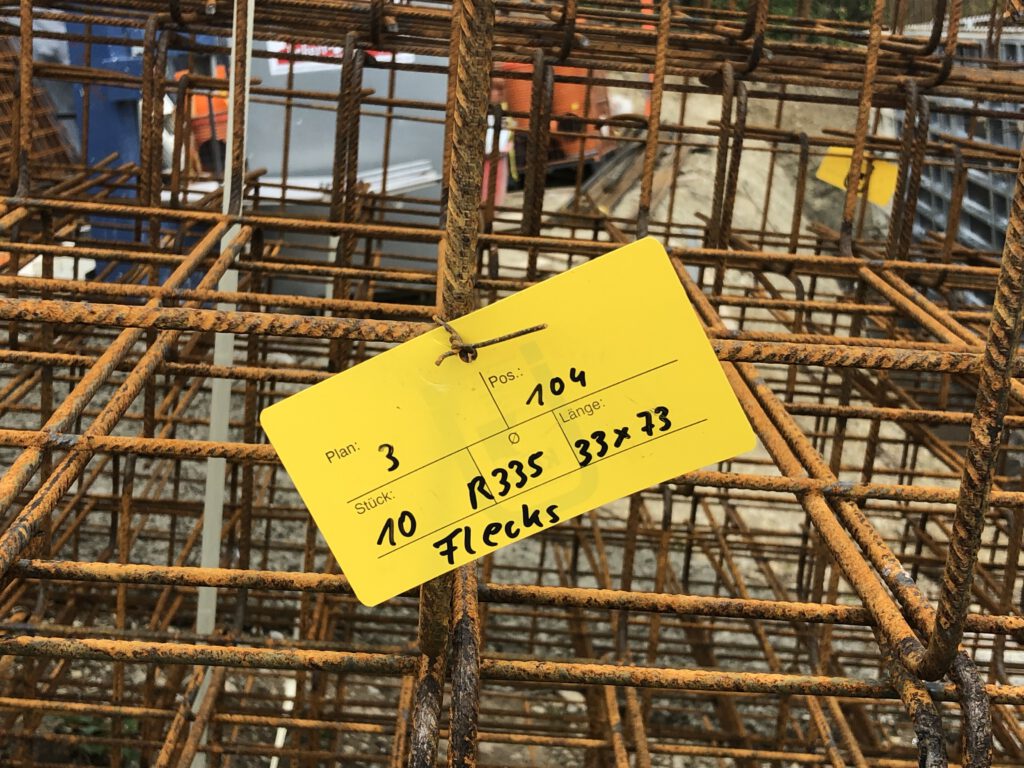 Pos.: 104
Plan: 3
Länge: 33x73
Ø R335
Stück: 10
Flecks